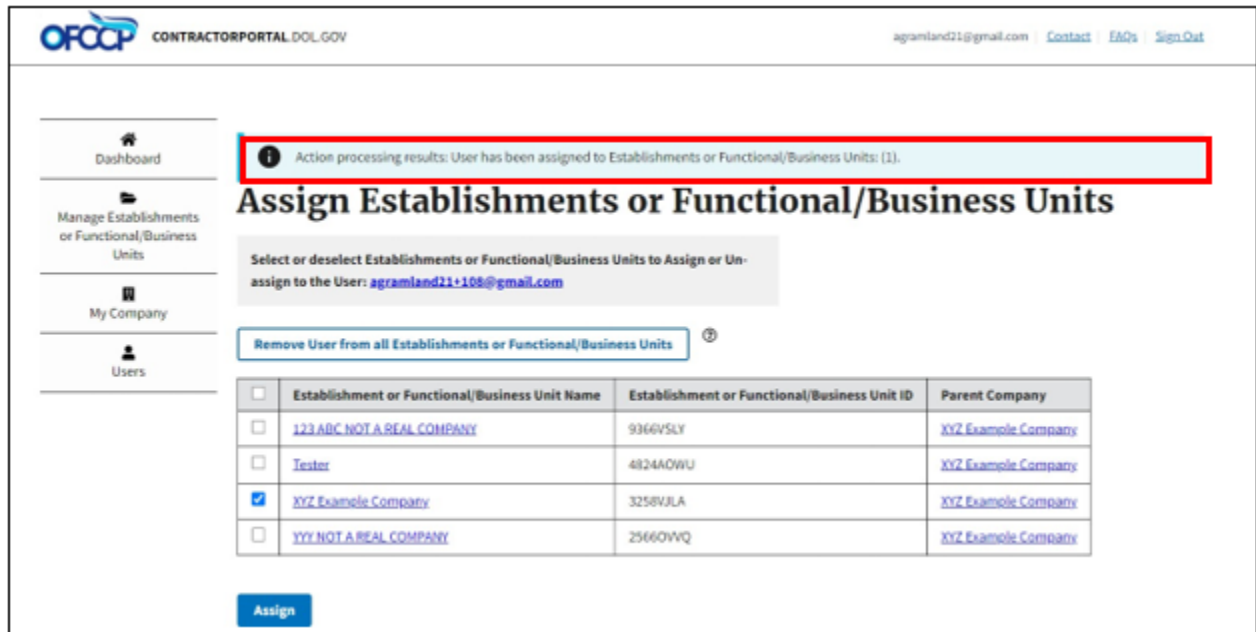 OFCCP CONTRACTORPORTAL.DOL.GOV agramland21@gmail.com Contact FAQs Sign Out
Dashboard
Manage Establishments
or Functional/Business
Units
My Company
Users
Action processing results: User has been assigned to Establishments or Functional/Business Units: (1).
Assign Establishments or Functional/Business Units
Select or deselect Establishments or Functional/Business Units to Assign or Un-
assign to the User: agramland21+108@gmail.com
Remove User from all Establishments or Functional/Business Units ?
Establishment or Functional/Business Unit Name Establishment or Functional/Business Unit ID Parent Company
123 ABC NOT A REAL COMPANY 9366VSLY XYZ Example Company
Tester 4824AOWU XYZ Example Company
XYZ Example Company 3258VJLA XYZ Example Company
YYY NOT A REAL COMPANY 2566OVVQ XYZ Example Company
Assign